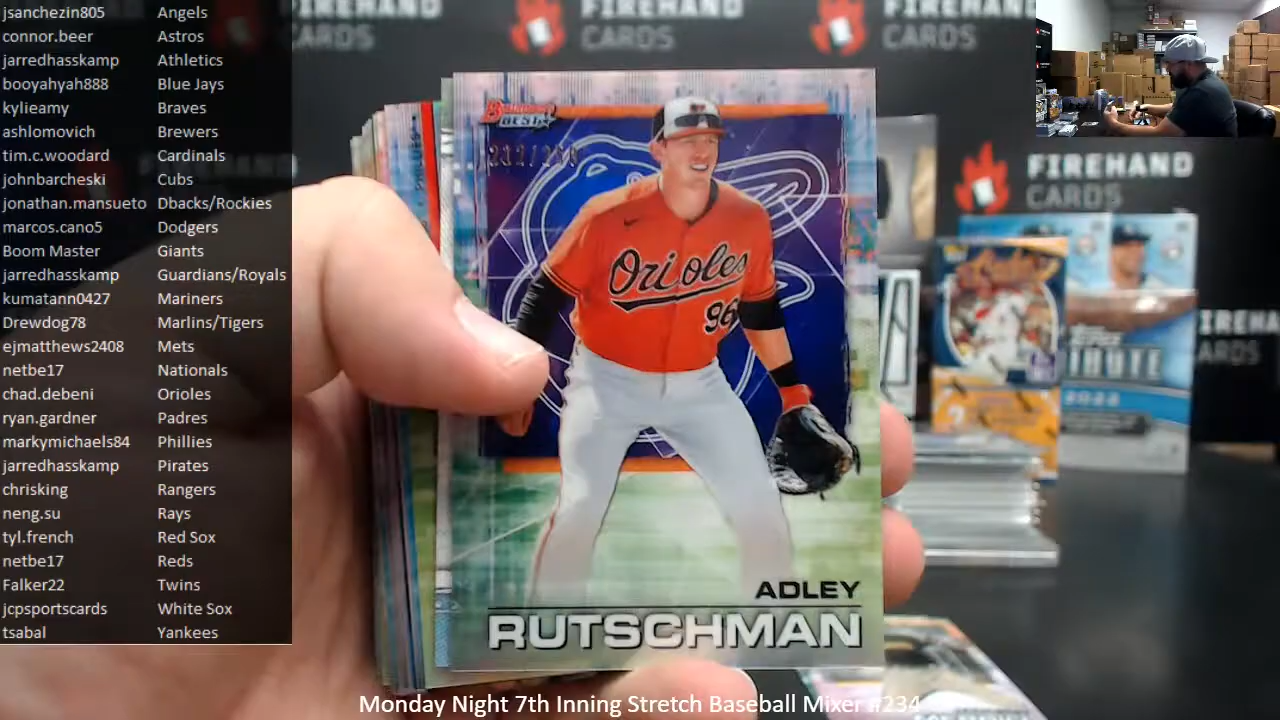 jsanchezin805 Angels
connor.beer Astros
jarredhasskamp Athletics
booyahyah888 Blue Jays
kylieamy Braves
ashlomovich Brewers
tim.c.woodard Cardinals
johnbarcheski Cubs
jonathan.mansueto Dbacks/Rockies
marcos.cano5 Dodgers
Boom Master Giants
jarredhasskamp Guardians/Royals
kumatann0427 Mariners
Drewdog78 Marlins/Tigers
ejmatthews2408 Mets
netbe17 Nationals
chad.debeni Orioles
ryan.gardner Padres
markymichaels84 Phillies
jarredhasskamp Pirates
chrisking Rangers
neng.su Rays
tyl.french Red Sox
netbe17 Reds
Falker22 Twins
jcpsportscards White Sox
tsabal Yankees
FIREHAND
CARDS
FIREHAND
CARDS
FIREHAND
CARDS
Bowman's
BEST
Orioles
96
ADLEY
RUTSCHMAN
2022
Monday Night 7th Inning Stretch Baseball Mixer #234